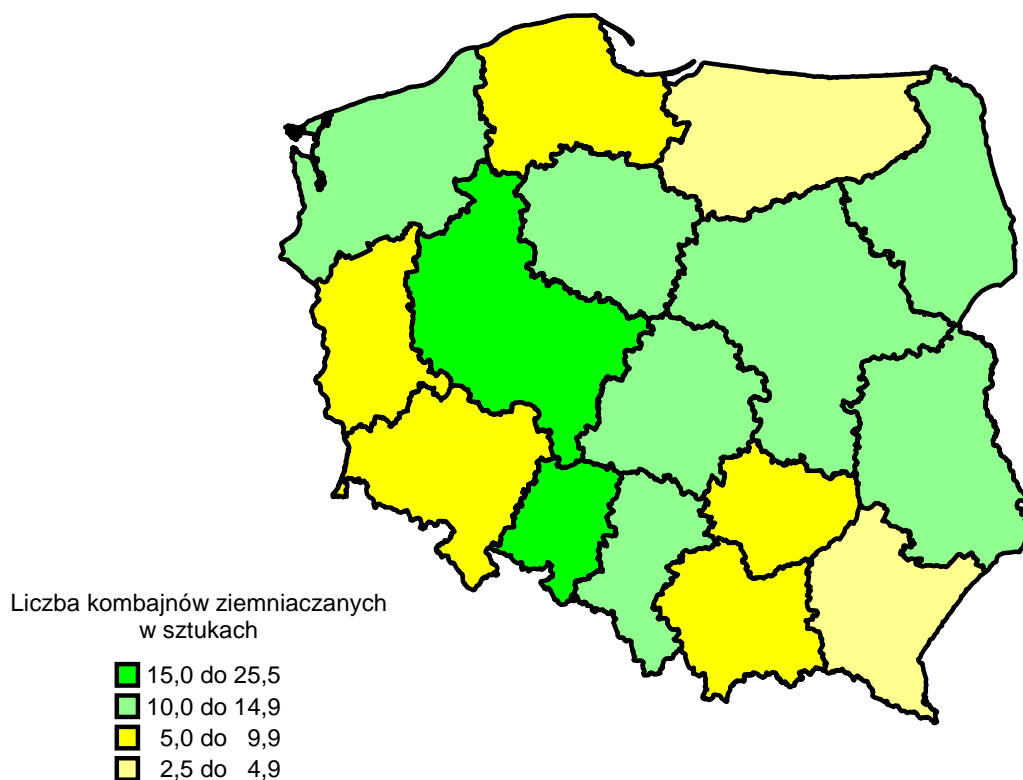 Liczba kombajnów ziemniaczanych
w sztukach
15,0 do 25,5
10,0 do 14,9
5,0 do 9,9
2,5 do 4,9